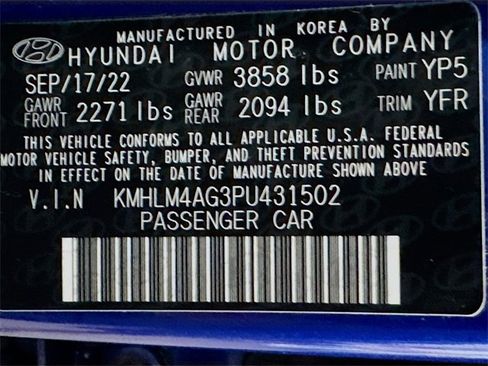 MANUFACTURED IN KOREA BY
HYUNDAI MOTOR COMPANY
SEP/17/22 GVWR 3858 lbs PAINT YP5
GAWR FRONT 2271 lbs GAWR REAR 2094 lbs TRIM YFR
THIS VEHICLE CONFORMS TO ALL APPLICABLE U.S.A. FEDERAL
MOTOR VEHICLE SAFETY, BUMPER, AND THEFT PREVENTION STANDARDS
IN EFFECT ON THE DATE OF MANUFACTURE SHOWN ABOVE
V.I.N KMHLM4AG3PU431502
PASSENGER CAR